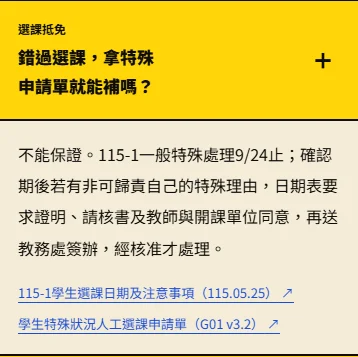 選課抵免
錯過選課，拿特殊
申請單就能補嗎？
+
不能保證。115-1一般特殊處理9/24止；確認
期後若有非可歸責自己的特殊理由，日期表要
求證明、請核書及教師與開課單位同意，再送
教務處簽辦，經核准才處理。
115-1學生選課日期及注意事項（115.05.25） ↗
學生特殊狀況人工選課申請單（G01 v3.2） ↗